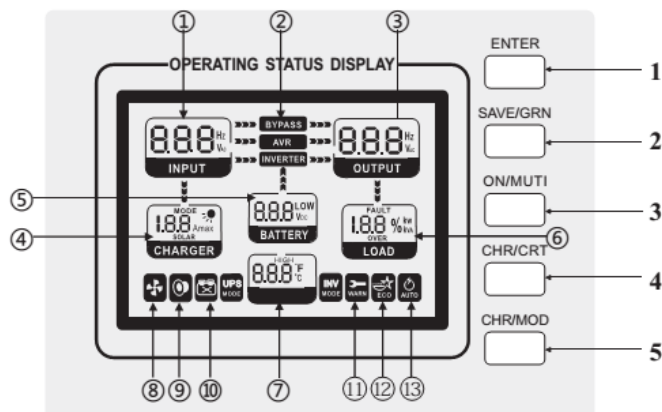 ① ② ③
OPERATING STATUS DISPLAY
8.8.8 Hz Vac
INPUT
BYPASS
AVR
INVERTER
8.8.8 Hz Vac
OUTPUT
⑤
④
MODE
1.8.8 Amax
SOLAR
CHARGER
8.8.8 LOW
VDC
BATTERY
FAULT
1.8.8 % kw kVA
OVER
LOAD
⑥
UPS
MODE
HIGH
8.8.8 °F °C
INV
MODE
WARN
ECO
AUTO
⑧ ⑨ ⑩ ⑦ ⑪ ⑫ ⑬
ENTER
1
SAVE/GRN
2
ON/MUTI
3
CHR/CRT
4
CHR/MOD
5